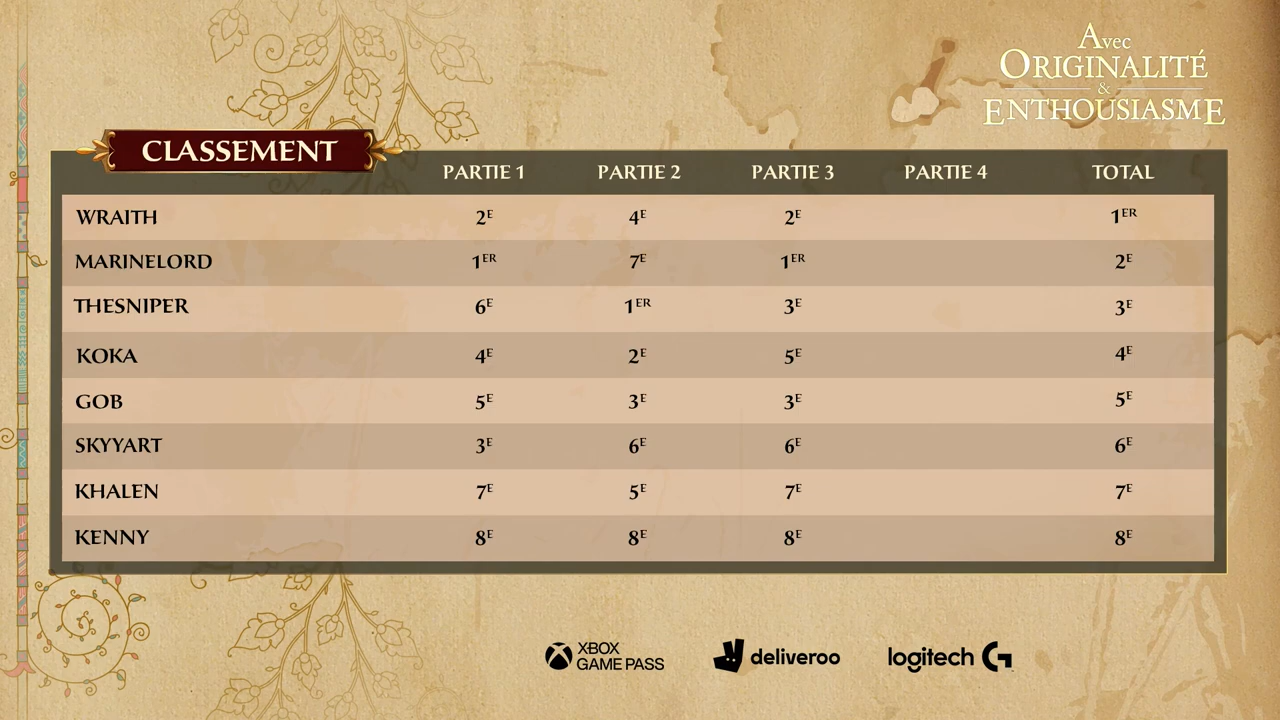 AVEC
ORIGINALITÉ
&
ENTHOUSIASME
CLASSEMENT
PARTIE 1 PARTIE 2 PARTIE 3 PARTIE 4 TOTAL
WRAITH 2E 4E 2E 1ER
MARINELORD 1ER 7E 1ER 2E
THESNIPER 6E 1ER 3E 3E
KOKA 4E 2E 5E 4E
GOB 5E 3E 3E 5E
SKYYART 3E 6E 6E 6E
KHALEN 7E 5E 7E 7E
KENNY 8E 8E 8E 8E
XBOX
GAME PASS
deliveroo
logitech G